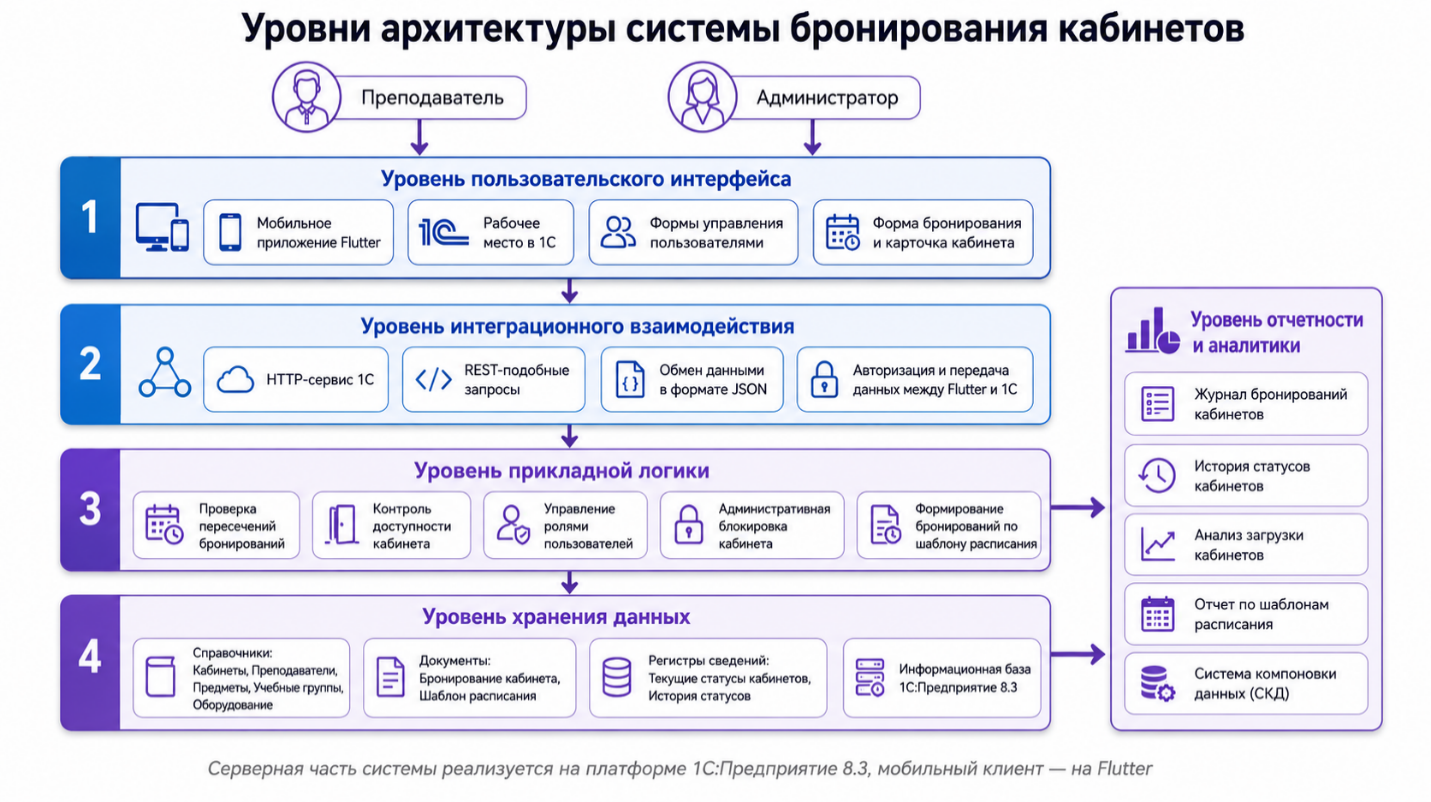 Уровни архитектуры системы бронирования кабинетов
Преподаватель
Администратор
1
Уровень пользовательского интерфейса
Мобильное
приложение Flutter
1С
Рабочее
место в 1С
Формы управления
пользователями
Форма бронирования
и карточка кабинета
2
Уровень интеграционного взаимодействия
HTTP-сервис 1С
</>
REST-подобные
запросы
{ }
Обмен данными
в формате JSON
Авторизация и передача
данных между Flutter и 1С
3
Уровень прикладной логики
Проверка
пересечений
бронирований
Контроль
доступности
кабинета
Управление
ролями
пользователей
Административная
блокировка
кабинета
Формирование
бронирований по
шаблону расписания
4
Уровень хранения данных
Справочники:
Кабинеты, Преподаватели,
Предметы, Учебные группы,
Оборудование
Документы:
Бронирование кабинета,
Шаблон расписания
Регистры сведений:
Текущие статусы кабинетов,
История статусов
Информационная база
1С:Предприятие 8.3
Уровень отчетности
и аналитики
Журнал бронирований
кабинетов
История статусов
кабинетов
Анализ загрузки
кабинетов
Отчет по шаблонам
расписания
Система компоновки
данных (СКД)
Серверная часть системы реализуется на платформе 1С:Предприятие 8.3, мобильный клиент — на Flutter